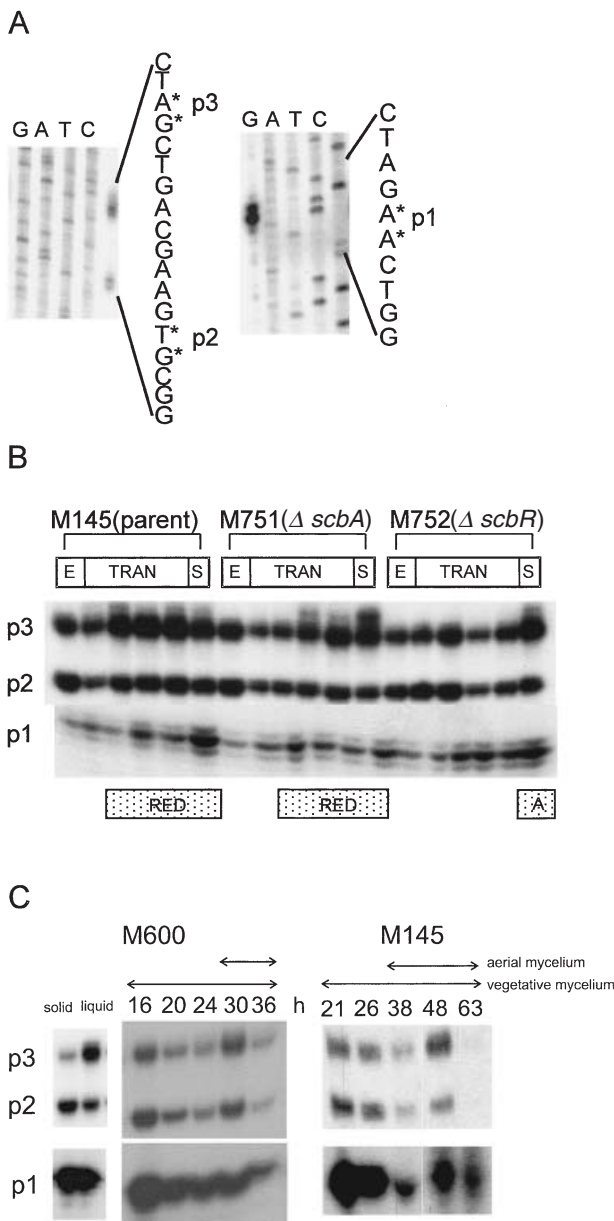 A
G A T C
C
T
A* p3
G*
C
T
G
A
C
G
A
A
G
T* p2
G*
C
G
G
G A T C
C
T
A
G
A* p1
A*
C
T
G
G
B
M145(parent) M751(Δ scbA) M752(Δ scbR)
E TRAN S E TRAN S E TRAN S
p3
p2
p1
RED RED A
C
M600 M145
aerial mycelium
vegetative mycelium
solid liquid 16 20 24 30 36 h 21 26 38 48 63
p3
p2
p1